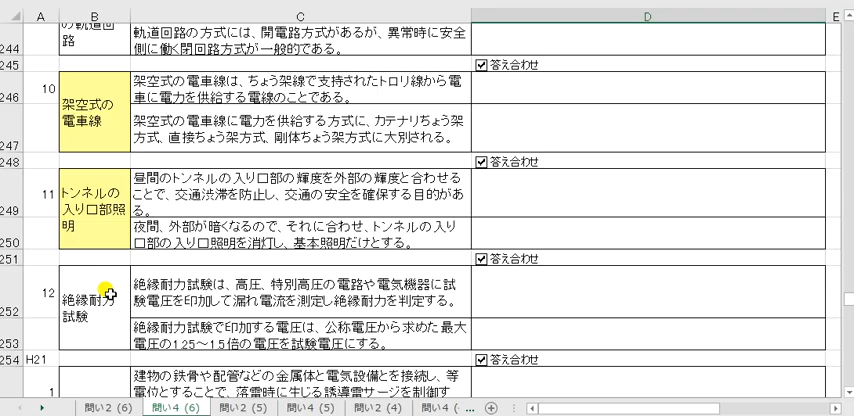 A B C D E
の軌道回
路
軌道回路の方式には、開電路方式があるが、異常時に安全
側に働く閉回路方式が一般的である。
244
245
答え合わせ
10
架空式の
電車線
架空式の電車線は、ちょう架線で支持されたトロリ線から電
車に電力を供給する電線のことである。
246
架空式の電車線に電力を供給する方式に、カテナリちょう架
方式、直接ちょう架方式、剛体ちょう架方式に大別される。
247
248
答え合わせ
11
トンネルの
入り口部照
明
昼間のトンネルの入り口部の輝度を外部の輝度と合わせる
ことで、交通渋滞を防止し、交通の安全を確保する目的があ
る。
249
夜間、外部が暗くなるので、それに合わせ、トンネルの入り
口部の入り口照明を消灯し、基本照明だけとする。
250
251
答え合わせ
12
絶縁耐力
試験
絶縁耐力試験は、高圧、特別高圧の電路や電気機器に試
験電圧を印加して漏れ電流を測定し絶縁耐力を判定する。
252
絶縁耐力試験で印加する電圧は、公称電圧から求めた最大
電圧の1.25～1.5倍の電圧を試験電圧にする。
253
254 H21
答え合わせ
1
建物の鉄骨や配管などの金属体と電気設備とを接続し、等
電位とすることで、落雷時に生じる誘導雷サージを制御す
問い2 (6) 問い4 (6) 問い2 (5) 問い4 (5) 問い2 (4) 問い4 ( ...